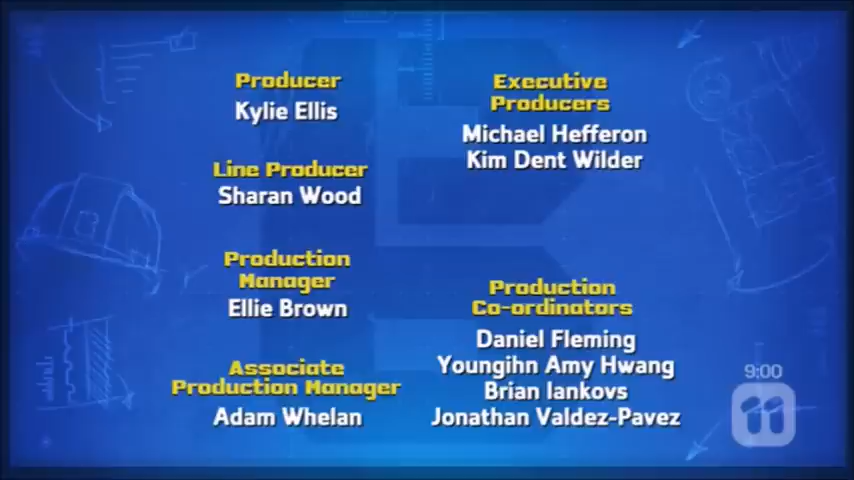 Producer
Kylie Ellis
Line Producer
Sharan Wood
Production
Manager
Ellie Brown
Associate
Production Manager
Adam Whelan
Executive
Producers
Michael Hefferon
Kim Dent Wilder
Production
Co-ordinators
Daniel Fleming
Youngihn Amy Hwang
Brian Iankovs
Jonathan Valdez-Pavez
9:00
11